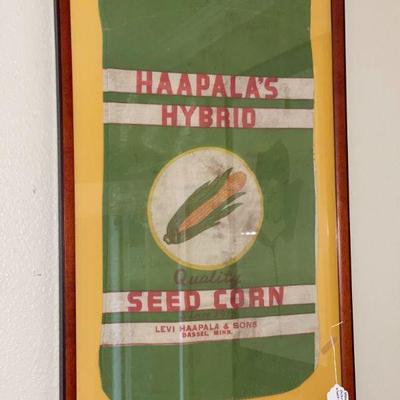 HAAPALA'S
HYBRID
Quality
SEED CORN
LEVI HAAPALA & SONS
DASSEL, MINN.